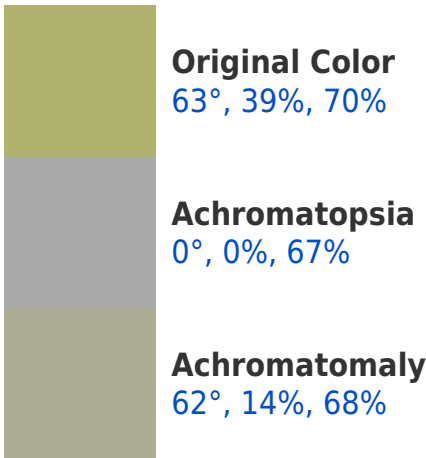 Original Color
63°, 39%, 70%
Achromatopsia
0°, 0%, 67%
Achromatomaly
62°, 14%, 68%